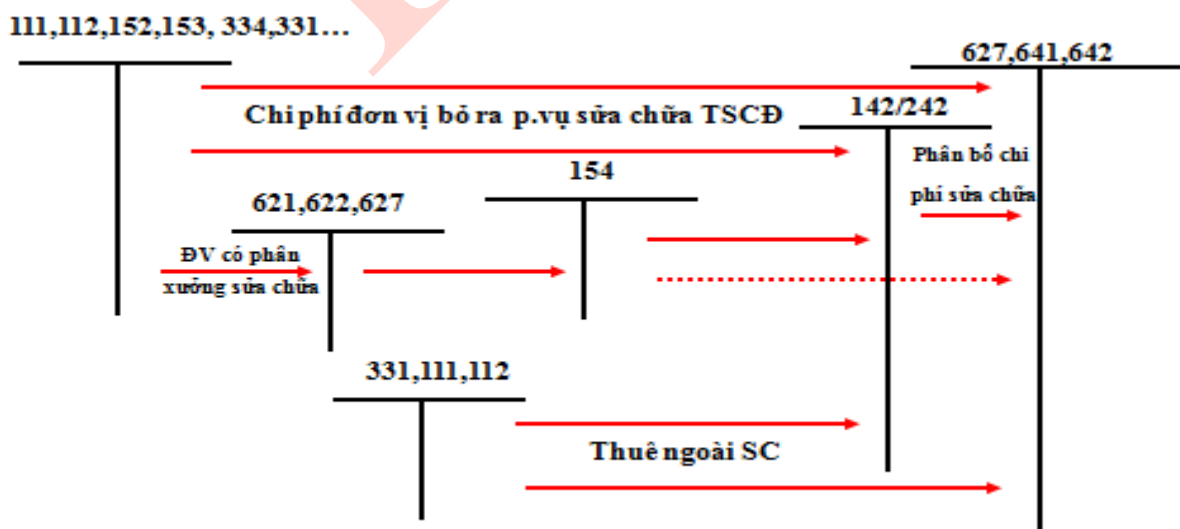 111,112,152,153, 334,331...
627,641,642
Chi phí đơn vị bỏ ra p.vụ sửa chữa TSCĐ
142/242
Phân bổ chi
phí sửa chữa
154
621,622,627
ĐV có phân
xưởng sửa chữa
331,111,112
Thuê ngoài SC